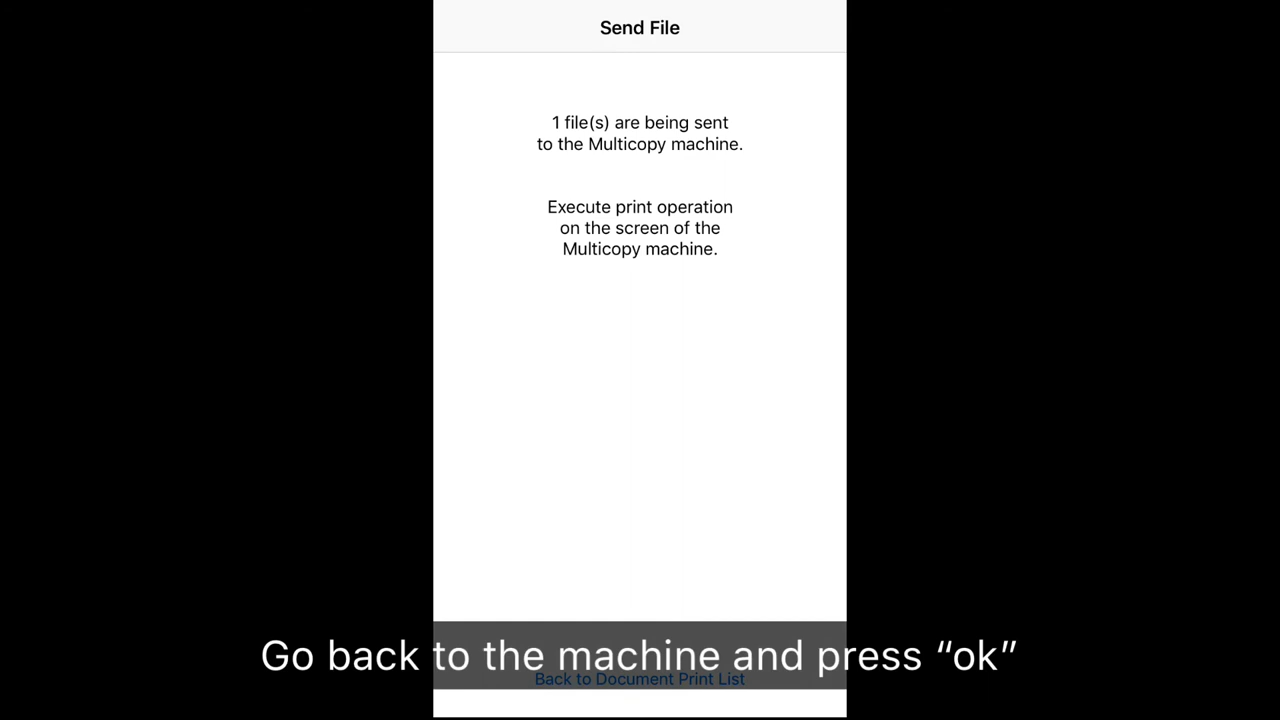 Send File
1 file(s) are being sent
to the Multicopy machine.
Execute print operation
on the screen of the
Multicopy machine.
Go back to the machine and press “ok”
Back to Document Print List